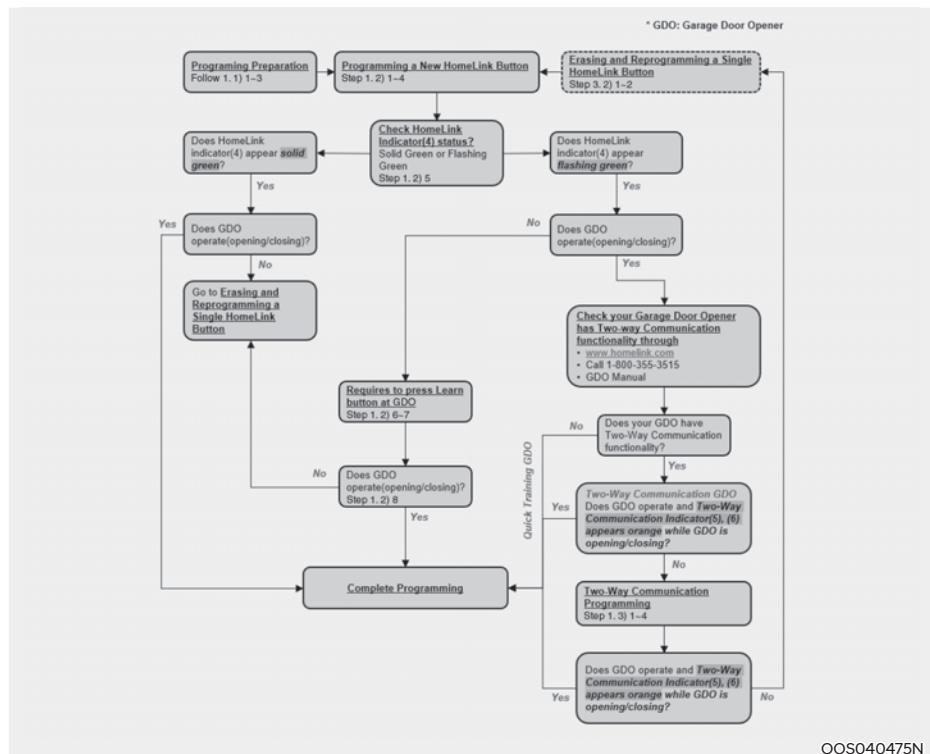 * GDO: Garage Door Opener
Programing Preparation
Follow 1. 1) 1~3
Programming a New HomeLink Button
Step 1. 2) 1~4
Erasing and Reprogramming a Single
HomeLink Button
Step 3. 2) 1~2
Check HomeLink
Indicator(4) status?
Solid Green or Flashing
Green
Step 1. 2) 5
Does HomeLink
indicator(4) appear solid
green?
Does HomeLink
indicator(4) appear
flashing green?
Yes
Yes
Yes
Does GDO
operate(opening/closing)?
No
Does GDO
operate(opening/closing)?
No
Yes
Go to Erasing and
Reprogramming a
Single HomeLink
Button
Check your Garage Door Opener
has Two-way Communication
functionality through
• www.homelink.com
• Call 1-800-355-3515
• GDO Manual
Requires to press Learn
button at GDO
Step 1. 2) 6~7
No
Does your GDO have
Two-Way Communication
functionality?
Yes
No
Does GDO
operate(opening/closing)?
Step 1. 2) 8
Yes
Quick Training GDO
Yes
Two-Way Communication GDO
Does GDO operate and Two-Way
Communication Indicator(5), (6)
appears orange while GDO is
opening/closing?
No
Complete Programming
Two-Way Communication
Programming
Step 1. 3) 1~4
Does GDO operate and Two-Way
Communication Indicator(5), (6)
appears orange while GDO is
opening/closing?
Yes
No
OOS040475N